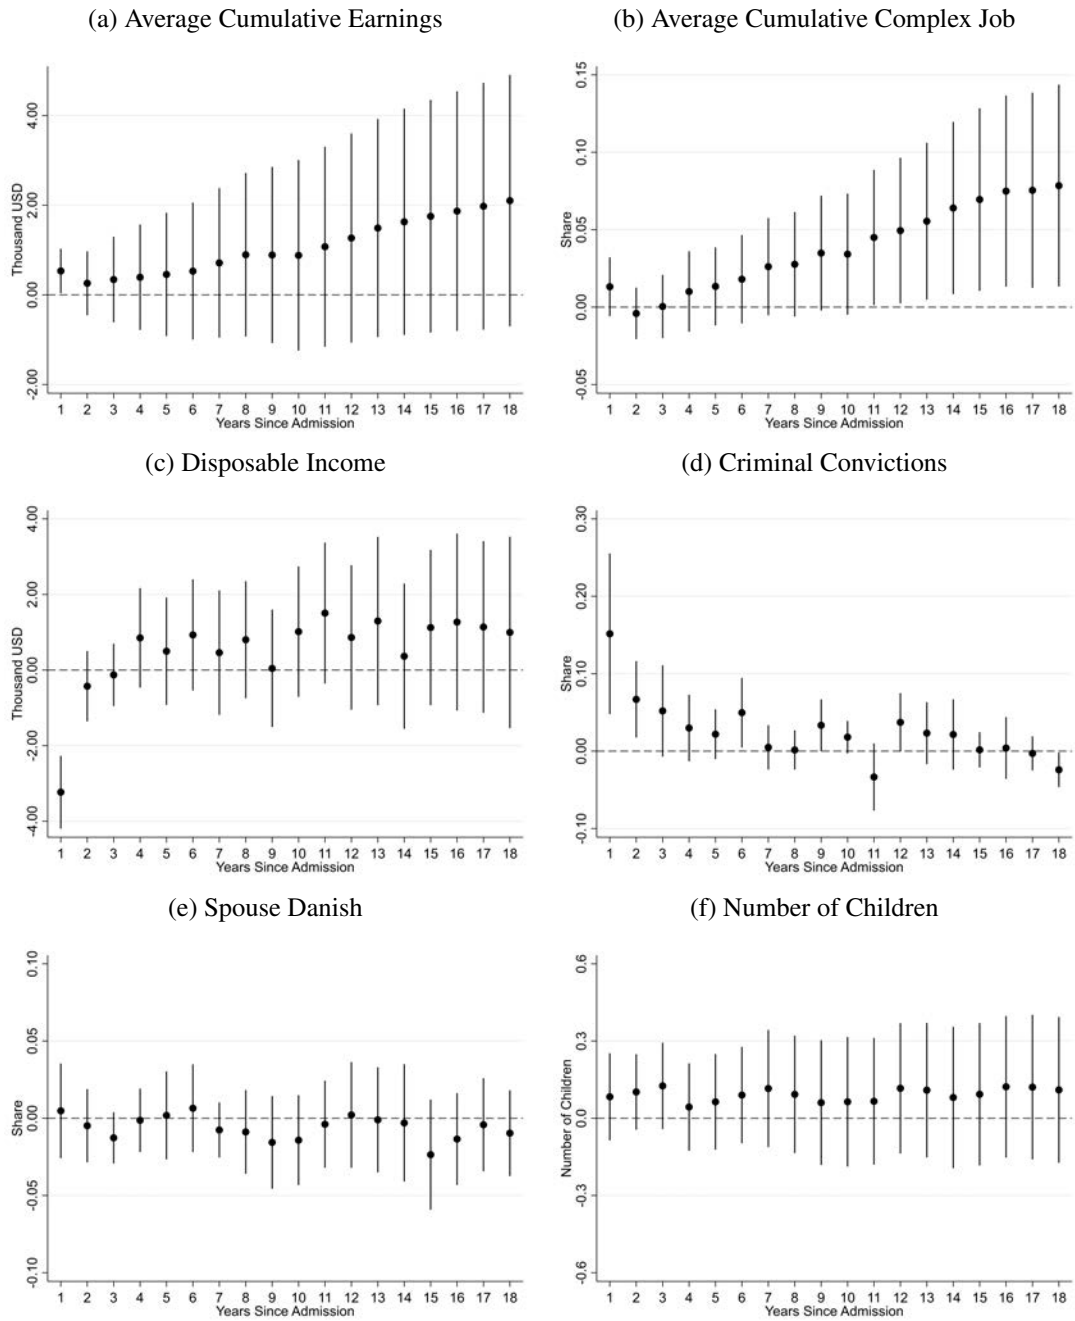 (a) Average Cumulative Earnings
(b) Average Cumulative Complex Job
Thousand USD
4.00
2.00
0.00
-2.00
1 2 3 4 5 6 7 8 9 10 11 12 13 14 15 16 17 18
Years Since Admission
Share
0.15
0.10
0.05
0.00
-0.05
1 2 3 4 5 6 7 8 9 10 11 12 13 14 15 16 17 18
Years Since Admission
(c) Disposable Income
(d) Criminal Convictions
Thousand USD
4.00
2.00
0.00
-2.00
-4.00
1 2 3 4 5 6 7 8 9 10 11 12 13 14 15 16 17 18
Years Since Admission
Share
0.30
0.20
0.10
0.00
-0.10
1 2 3 4 5 6 7 8 9 10 11 12 13 14 15 16 17 18
Years Since Admission
(e) Spouse Danish
(f) Number of Children
Share
0.10
0.05
0.00
-0.05
-0.10
1 2 3 4 5 6 7 8 9 10 11 12 13 14 15 16 17 18
Years Since Admission
Number of Children
0.6
0.3
0.0
-0.3
-0.6
1 2 3 4 5 6 7 8 9 10 11 12 13 14 15 16 17 18
Years Since Admission